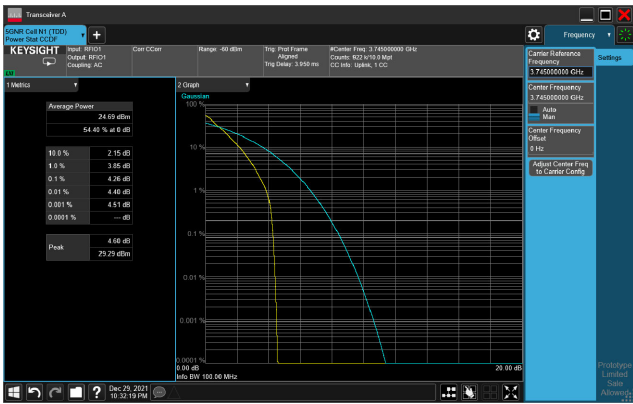 Transceiver A
5GNR Cell N1 (TDD)
Power Stat CCDF
+
Frequency
KEYSIGHT
Input: RFIO1
Output: RFIO1
Coupling: AC
Corr CCorr
Range: -60 dBm
Trig: Prot Frame
Aligned
Trig Delay: 3.950 ms
#Center Freq: 3.745000000 GHz
Counts: 922 k/10.0 Mpt
CC Info: Uplink, 1 CC
Carrier Reference
Frequency
3.745000000 GHz
Settings
Center Frequency
3.745000000 GHz
Auto
Man
Center Frequency
Offset
0 Hz
Adjust Center Freq
to Carrier Config
1 Metrics
Average Power
24.69 dBm
54.40 % at 0 dB
10.0 % 2.15 dB
1.0 % 3.85 dB
0.1 % 4.26 dB
0.01 % 4.40 dB
0.001 % 4.51 dB
0.0001 % --- dB
Peak
4.60 dB
29.29 dBm
2 Graph
Gaussian
100 %
10 %
1 %
0.1 %
0.01 %
0.001 %
0.0001 %
0.00 dB 20.00 dB
Info BW 100.00 MHz
Prototype
Limited
Sale
Allowed
?
Dec 29, 2021
10:32:19 PM